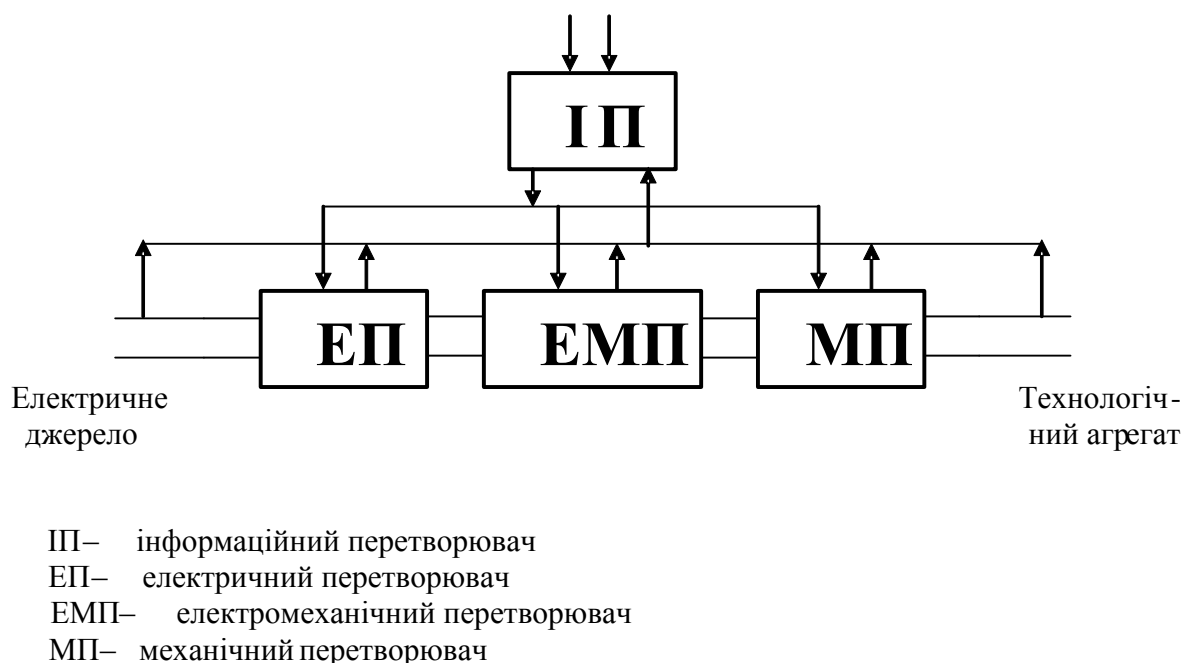 ІП
ЕП ЕМП МП
Електричне
джерело
Технологіч-
ний агрегат
ІП– інформаційний перетворювач
ЕП– електричний перетворювач
ЕМП– електромеханічний перетворювач
МП– механічний перетворювач